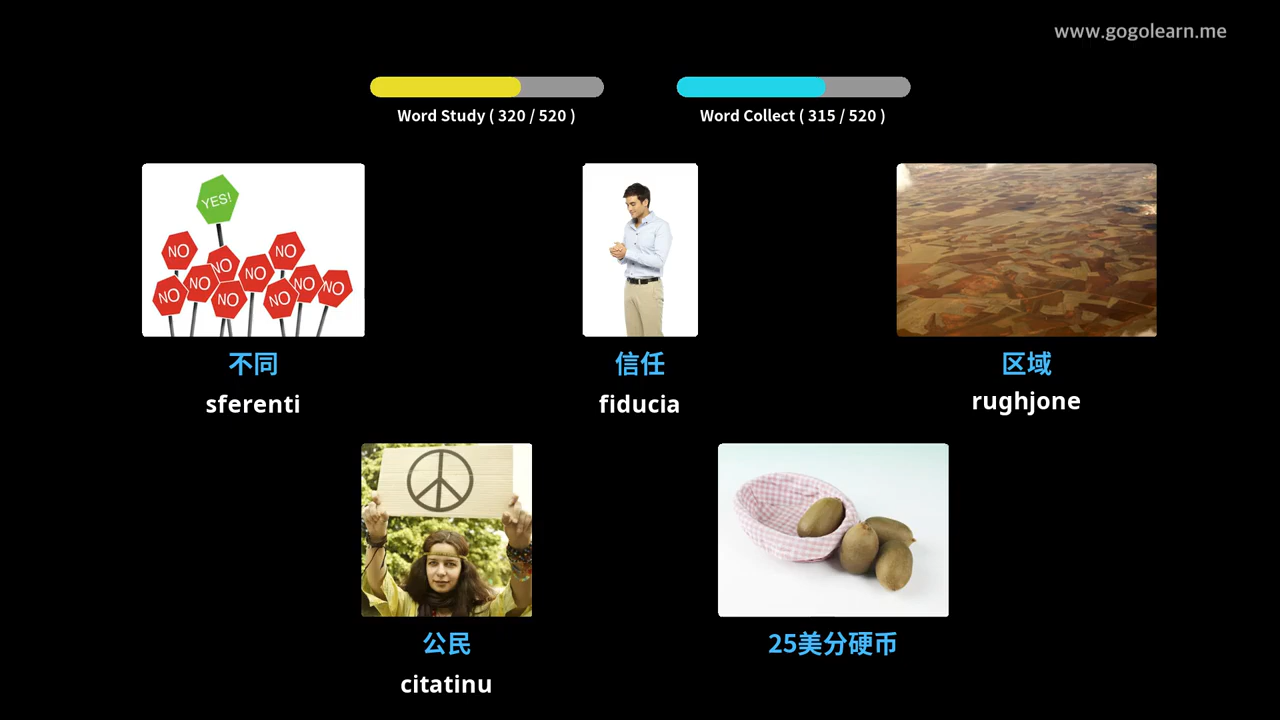 www.gogolearn.me
Word Study ( 320 / 520 )
Word Collect ( 315 / 520 )
YES!
NO
NO
NO
NO
NO
NO
NO
NO
NO
NO
不同
sferenti
信任
fiducia
区域
rughjone
公民
citatinu
25美分硬币